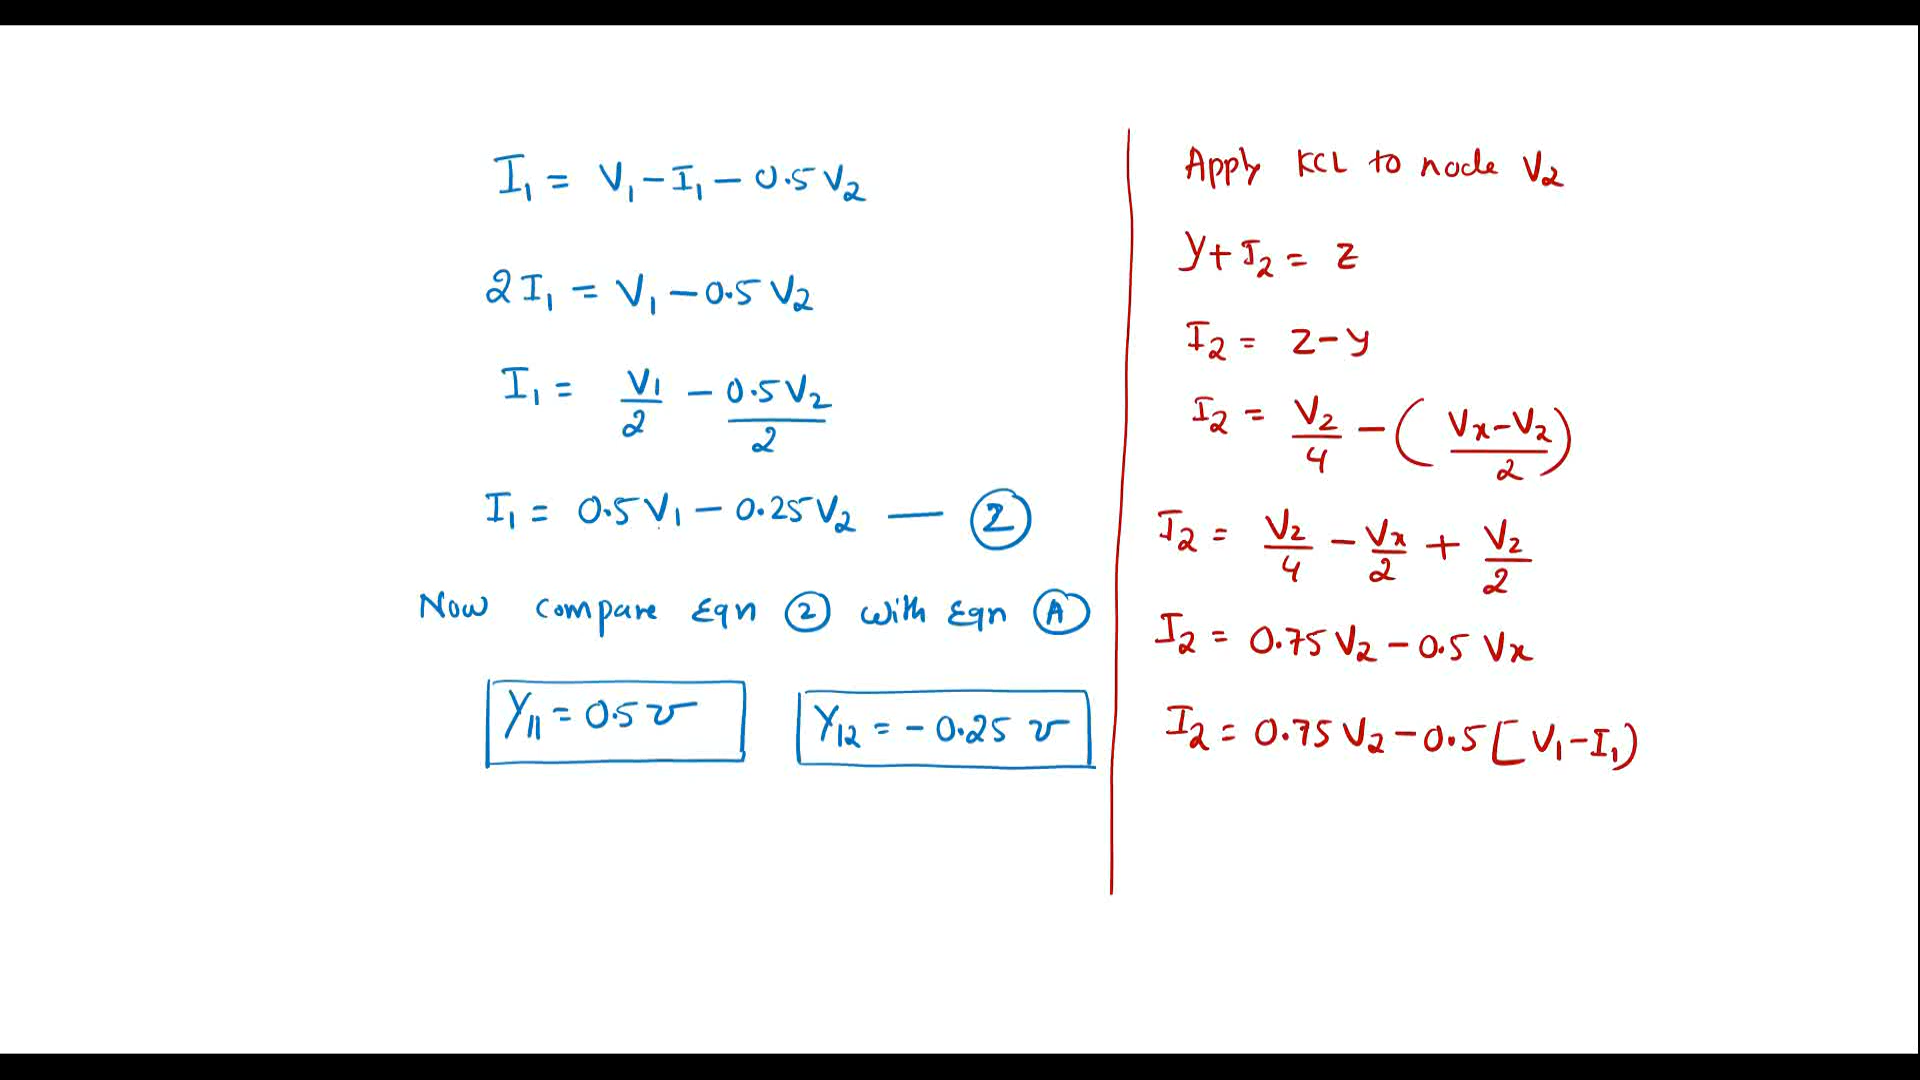 I₁ = V₁ - I₁ - 0.5 V₂
2 I₁ = V₁ - 0.5 V₂
I₁ = V₁/2 - 0.5 V₂/2
I₁ = 0.5 V₁ - 0.25 V₂ — ②
Now compare Eqn ② with Eqn Ⓐ
Y₁₁ = 0.5 ʊ
Y₁₂ = - 0.25 ʊ
Apply KCL to node V₂
y + I₂ = z
I₂ = z - y
I₂ = V₂/4 - ( Vx - V₂ / 2 )
I₂ = V₂/4 - Vx/2 + V₂/2
I₂ = 0.75 V₂ - 0.5 Vx
I₂ = 0.75 V₂ - 0.5 [ V₁ - I₁ )